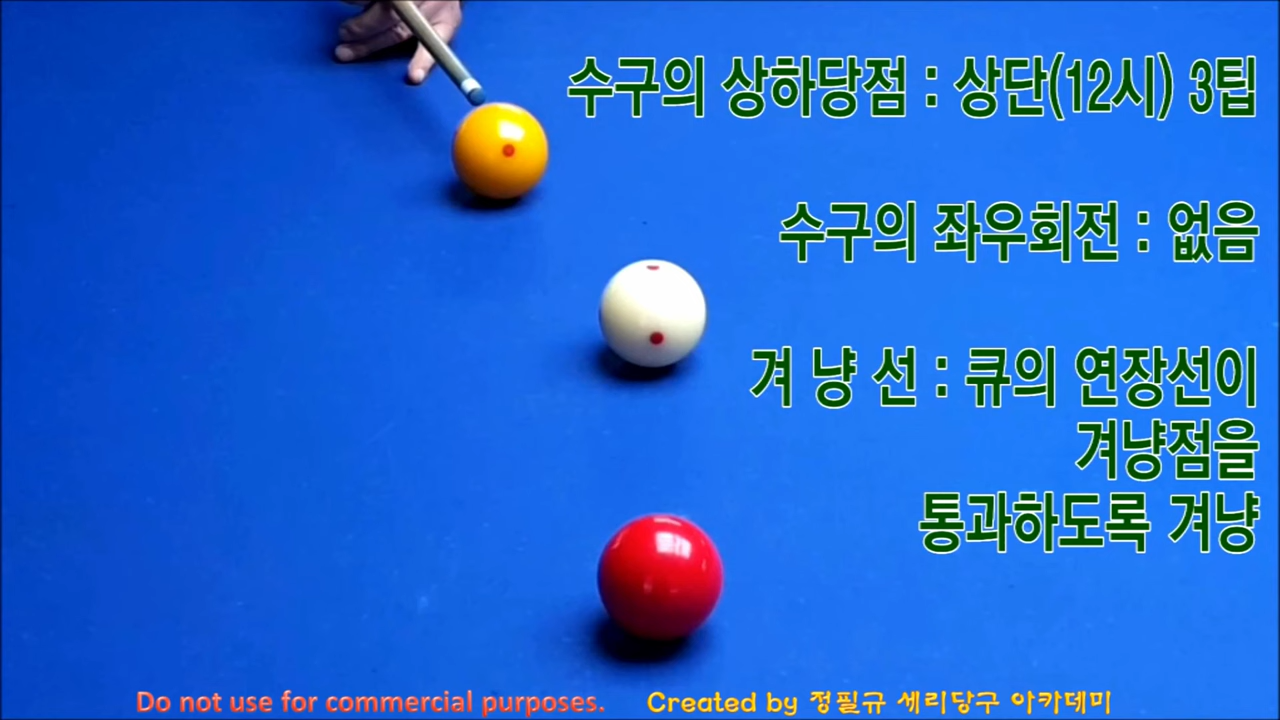 수구의 상하당점 : 상단(12시) 3팁
수구의 좌우회전 : 없음
겨 냥 선 : 큐의 연장선이
겨냥점을
통과하도록 겨냥
Do not use for commercial purposes. Created by 정필규 세리당구 아카데미